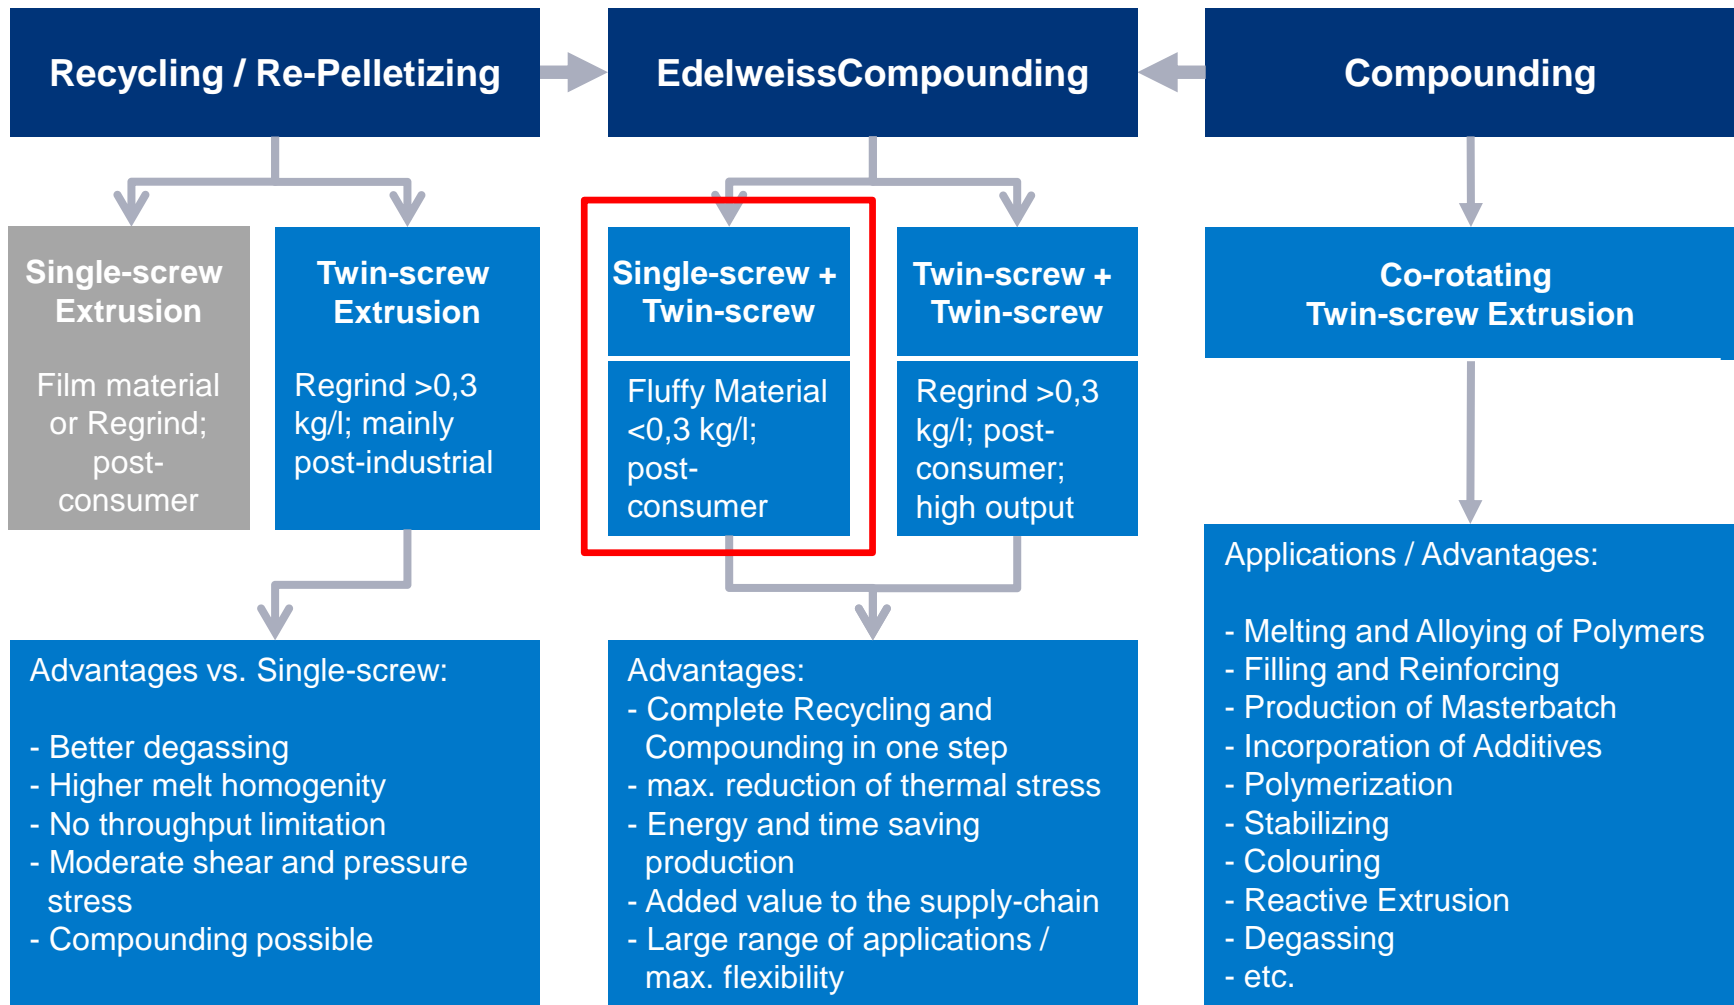 Recycling / Re-Pelletizing
EdelweissCompounding
Compounding
Single-screw
Extrusion
Film material
or Regrind;
post-
consumer
Twin-screw
Extrusion
Regrind >0,3
kg/l; mainly
post-industrial
Single-screw +
Twin-screw
Fluffy Material
<0,3 kg/l;
post-
consumer
Twin-screw +
Twin-screw
Regrind >0,3
kg/l; post-
consumer;
high output
Co-rotating
Twin-screw Extrusion
Advantages vs. Single-screw:
- Better degassing
- Higher melt homogenity
- No throughput limitation
- Moderate shear and pressure
stress
- Compounding possible
Advantages:
- Complete Recycling and
Compounding in one step
- max. reduction of thermal stress
- Energy and time saving
production
- Added value to the supply-chain
- Large range of applications /
max. flexibility
Applications / Advantages:
- Melting and Alloying of Polymers
- Filling and Reinforcing
- Production of Masterbatch
- Incorporation of Additives
- Polymerization
- Stabilizing
- Colouring
- Reactive Extrusion
- Degassing
- etc.